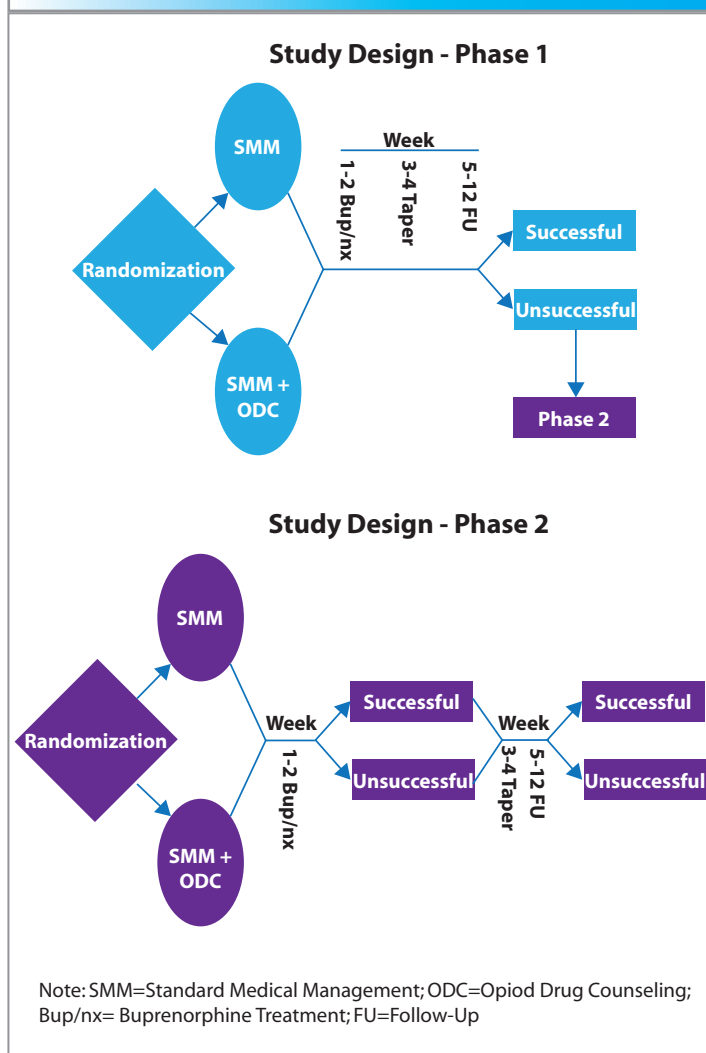 Study Design - Phase 1
SMM
Week
1-2 Bup/nx
3-4 Taper
5-12 FU
Randomization
Successful
Unsuccessful
SMM +
ODC
Phase 2
Study Design - Phase 2
SMM
Randomization
Week
1-2 Bup/nx
Successful
Unsuccessful
Week
3-4 Taper
5-12 FU
Successful
Unsuccessful
SMM +
ODC
Note: SMM=Standard Medical Management; ODC=Opiod Drug Counseling;
Bup/nx= Buprenorphine Treatment; FU=Follow-Up